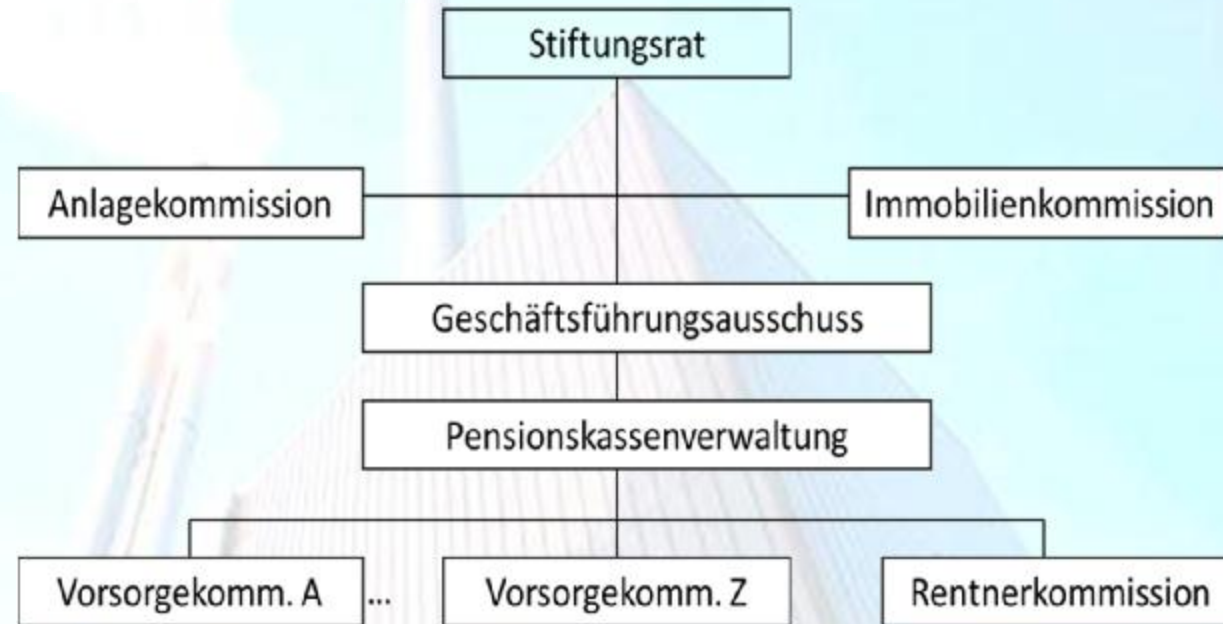 Stiftungsrat
Anlagekommission
Immobilienkommission
Geschäftsführungsausschuss
Pensionskassenverwaltung
Vorsorgekomm. A
...
Vorsorgekomm. Z
Rentnerkommission